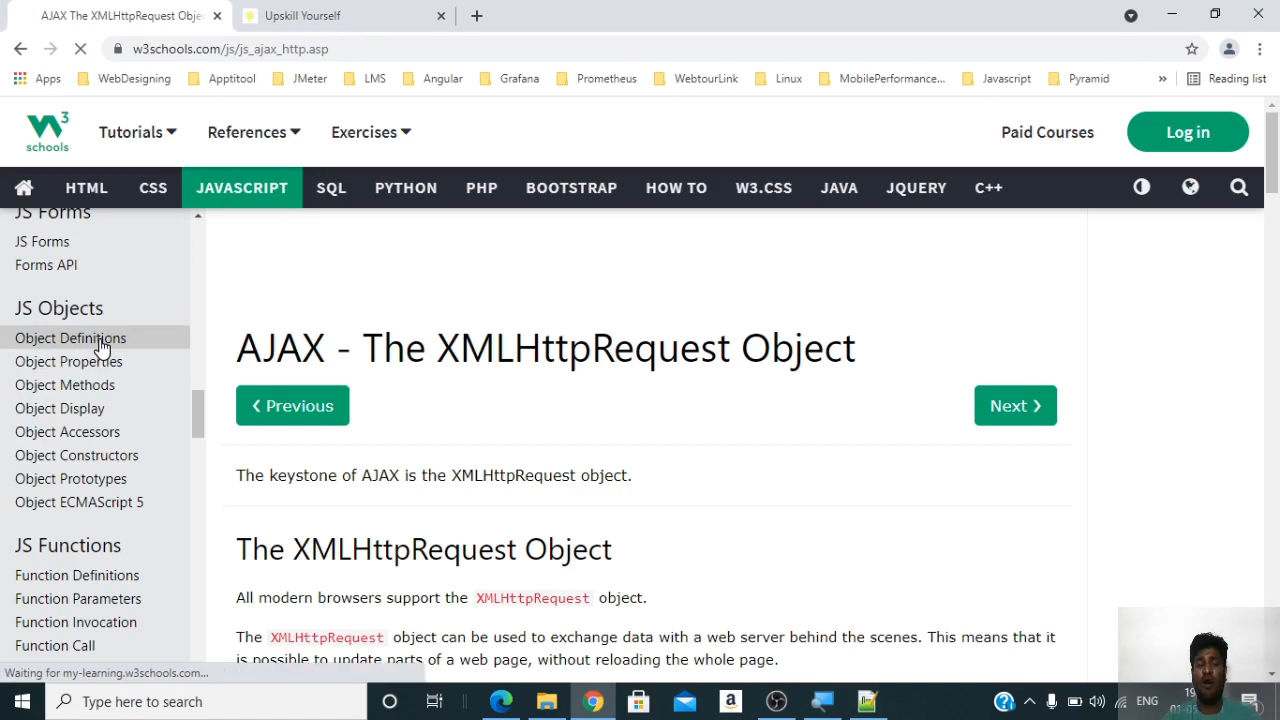 AJAX The XMLHttpRequest Obje
Upskill Yourself
w3schools.com/js/js_ajax_http.asp
Apps
WebDesigning
Apptitool
JMeter
LMS
Angular
Grafana
Prometheus
WebtourLink
Linux
MobilePerformance...
Javascript
Pyramid
»
Reading list
W3 schools
Tutorials
References
Exercises
Paid Courses
Log in
HTML
CSS
JAVASCRIPT
SQL
PYTHON
PHP
BOOTSTRAP
HOW TO
W3.CSS
JAVA
JQUERY
C++
JS Forms
JS Forms
Forms API
JS Objects
Object Definitions
Object Properties
Object Methods
Object Display
Object Accessors
Object Constructors
Object Prototypes
Object ECMAScript 5
JS Functions
Function Definitions
Function Parameters
Function Invocation
Function Call
AJAX - The XMLHttpRequest Object
❮ Previous
Next ❯
The keystone of AJAX is the XMLHttpRequest object.
The XMLHttpRequest Object
All modern browsers support the XMLHttpRequest object.
The XMLHttpRequest object can be used to exchange data with a web server behind the scenes. This means that it
is possible to update parts of a web page, without reloading the whole page.
Waiting for my-learning.w3schools.com...
Type here to search
ENG